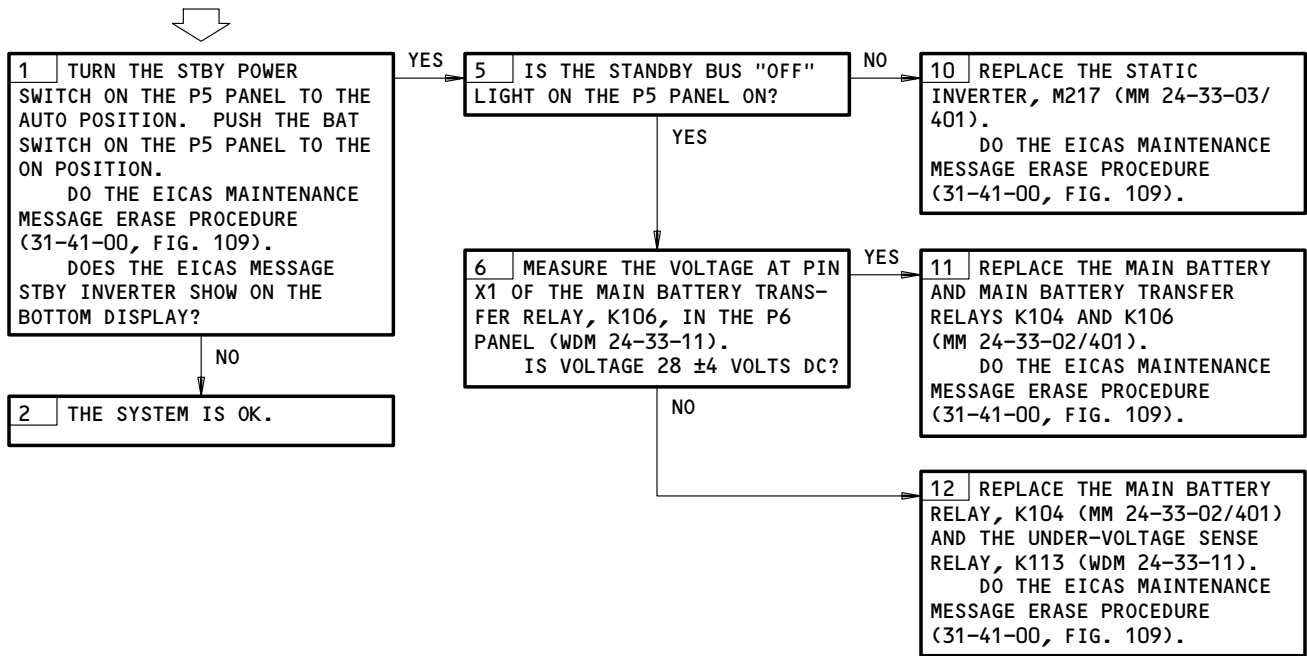 1 TURN THE STBY POWER
SWITCH ON THE P5 PANEL TO THE
AUTO POSITION. PUSH THE BAT
SWITCH ON THE P5 PANEL TO THE
ON POSITION.
DO THE EICAS MAINTENANCE
MESSAGE ERASE PROCEDURE
(31-41-00, FIG. 109).
DOES THE EICAS MESSAGE
STBY INVERTER SHOW ON THE
BOTTOM DISPLAY?
NO
2 THE SYSTEM IS OK.
YES
5 IS THE STANDBY BUS "OFF"
LIGHT ON THE P5 PANEL ON?
YES
6 MEASURE THE VOLTAGE AT PIN
X1 OF THE MAIN BATTERY TRANS-
FER RELAY, K106, IN THE P6
PANEL (WDM 24-33-11).
IS VOLTAGE 28 ±4 VOLTS DC?
NO
NO
10 REPLACE THE STATIC
INVERTER, M217 (MM 24-33-03/
401).
DO THE EICAS MAINTENANCE
MESSAGE ERASE PROCEDURE
(31-41-00, FIG. 109).
YES
11 REPLACE THE MAIN BATTERY
AND MAIN BATTERY TRANSFER
RELAYS K104 AND K106
(MM 24-33-02/401).
DO THE EICAS MAINTENANCE
MESSAGE ERASE PROCEDURE
(31-41-00, FIG. 109).
12 REPLACE THE MAIN BATTERY
RELAY, K104 (MM 24-33-02/401)
AND THE UNDER-VOLTAGE SENSE
RELAY, K113 (WDM 24-33-11).
DO THE EICAS MAINTENANCE
MESSAGE ERASE PROCEDURE
(31-41-00, FIG. 109).